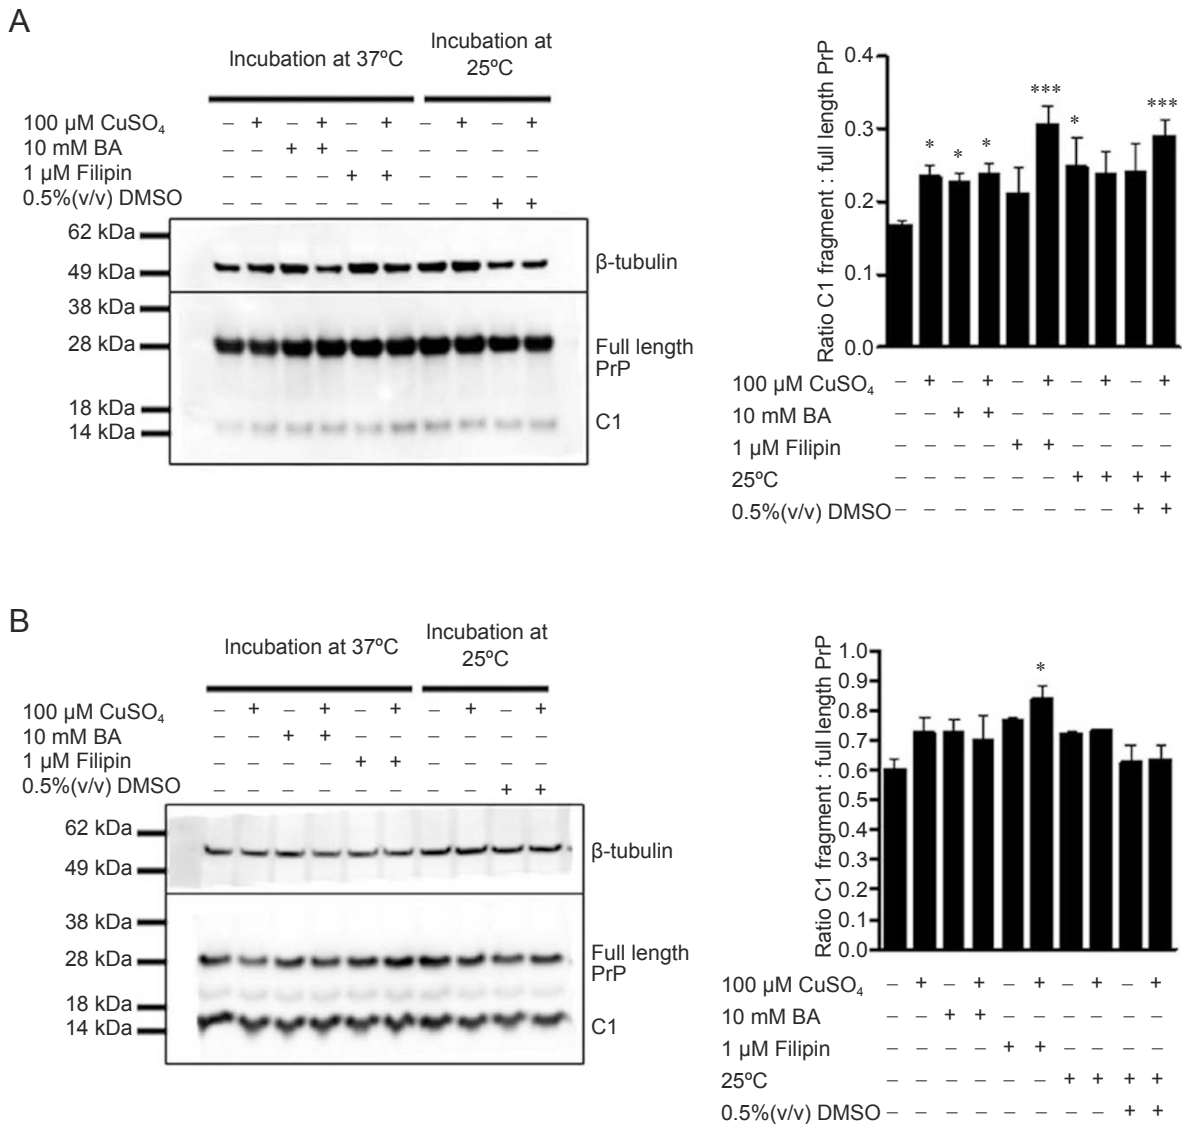 A
Incubation at 37ºC
Incubation at
25ºC
100 µM CuSO4 – + – + – + – + – +
10 mM BA – – + + – – – – – –
1 µM Filipin – – – – + + – – – –
0.5%(v/v) DMSO – – – – – – – – + +
62 kDa
49 kDa
38 kDa
28 kDa
18 kDa
14 kDa
β-tubulin
Full length
PrP
C1
Ratio C1 fragment : full length PrP
0.4
0.3
0.2
0.1
0.0
* * * *** * ***
100 µM CuSO4 – + – + – + – + – +
10 mM BA – – + + – – – – – –
1 µM Filipin – – – – + + – – – –
25ºC – – – – – – + + + +
0.5%(v/v) DMSO – – – – – – – – + +
B
Incubation at 37ºC
Incubation at
25ºC
100 µM CuSO4 – + – + – + – + – +
10 mM BA – – + + – – – – – –
1 µM Filipin – – – – + + – – – –
0.5%(v/v) DMSO – – – – – – – – + +
62 kDa
49 kDa
38 kDa
28 kDa
18 kDa
14 kDa
β-tubulin
Full length
PrP
C1
Ratio C1 fragment : full length PrP
1.0
0.9
0.8
0.7
0.6
0.5
0.4
0.3
0.2
0.1
0.0
*
100 µM CuSO4 – + – + – + – + – +
10 mM BA – – + + – – – – – –
1 µM Filipin – – – – + + – – – –
25ºC – – – – – – + + + +
0.5%(v/v) DMSO – – – – – – – – + +